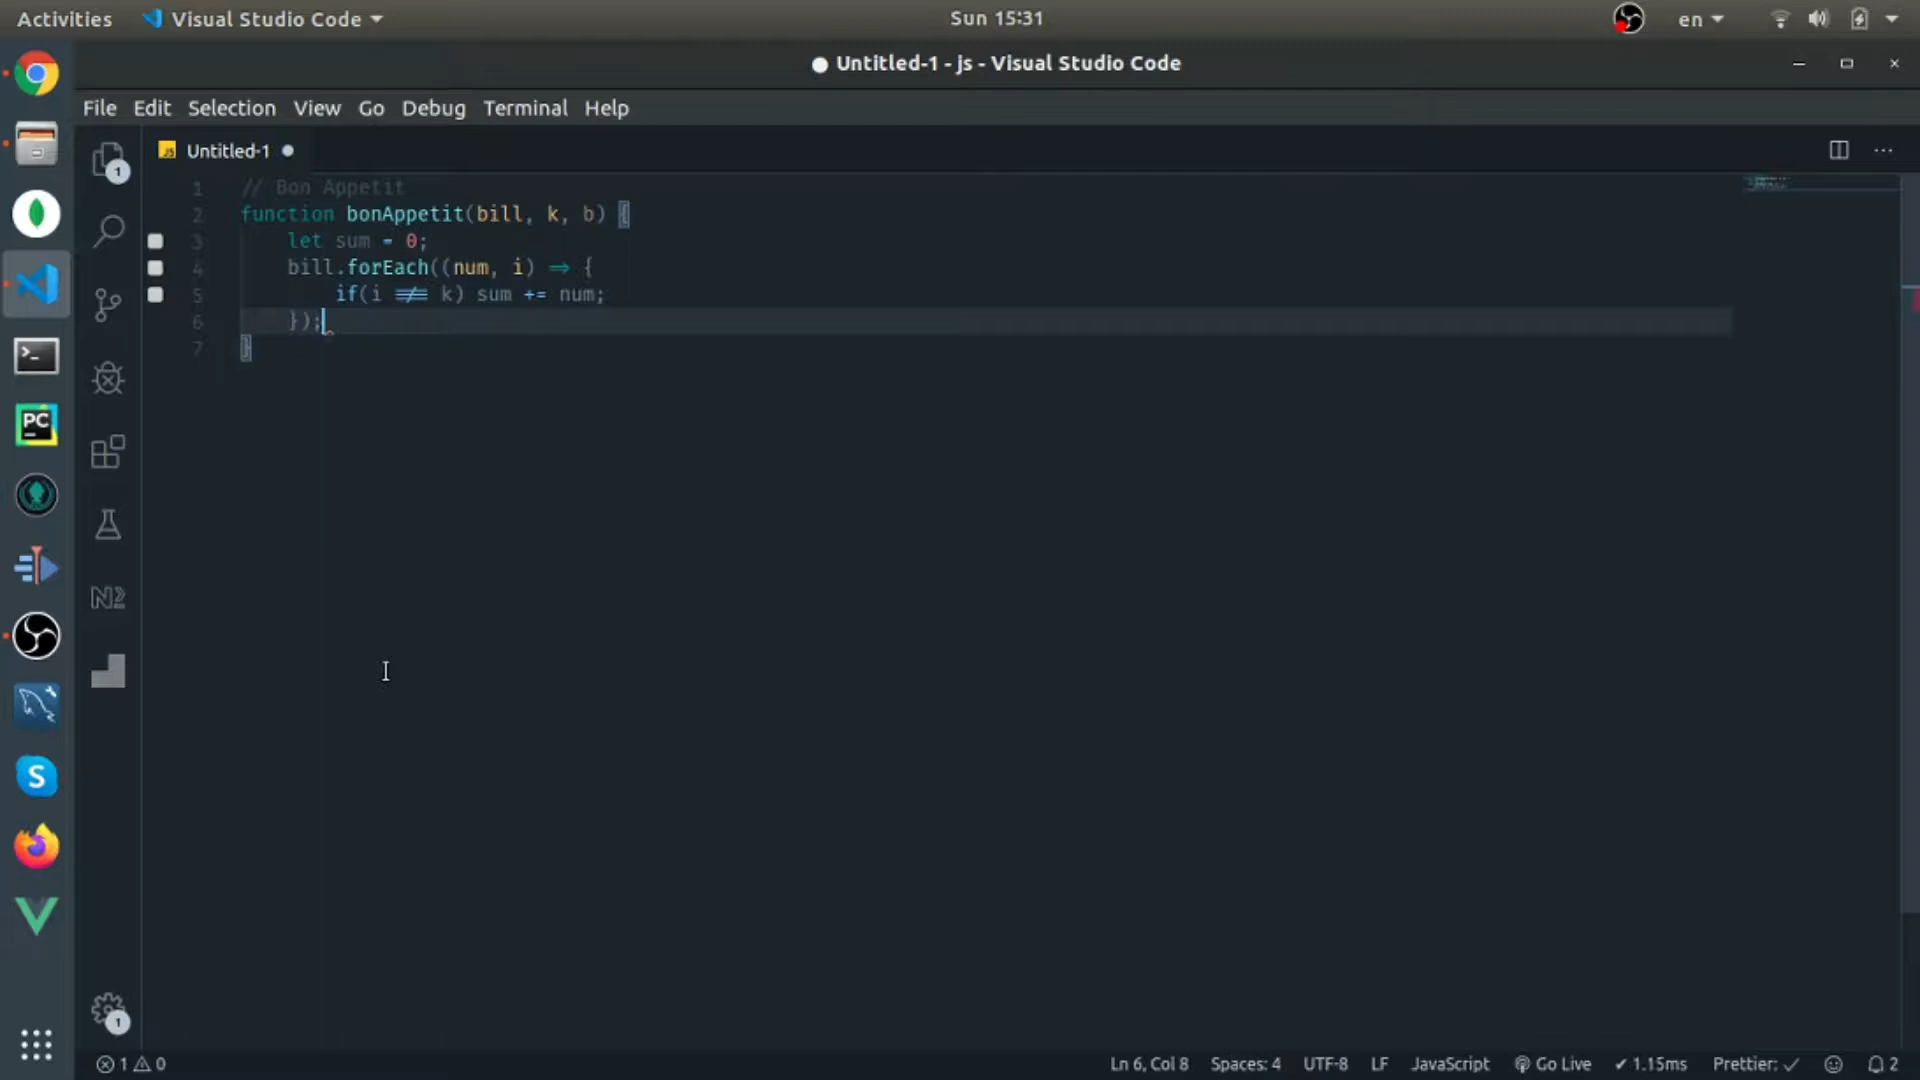 Activities Visual Studio Code Sun 15:31 en
Untitled-1 - js - Visual Studio Code
File Edit Selection View Go Debug Terminal Help
1 JS Untitled-1
1 // Bon Appetit
2 function bonAppetit(bill, k, b) {
3 let sum = 0;
4 bill.forEach((num, i) => {
5 if(i !== k) sum += num;
6 });
7 }
PC
N2
S
1
1 0 Ln 6, Col 8 Spaces: 4 UTF-8 LF JavaScript Go Live ✓ 1.15ms Prettier: ✓ 2